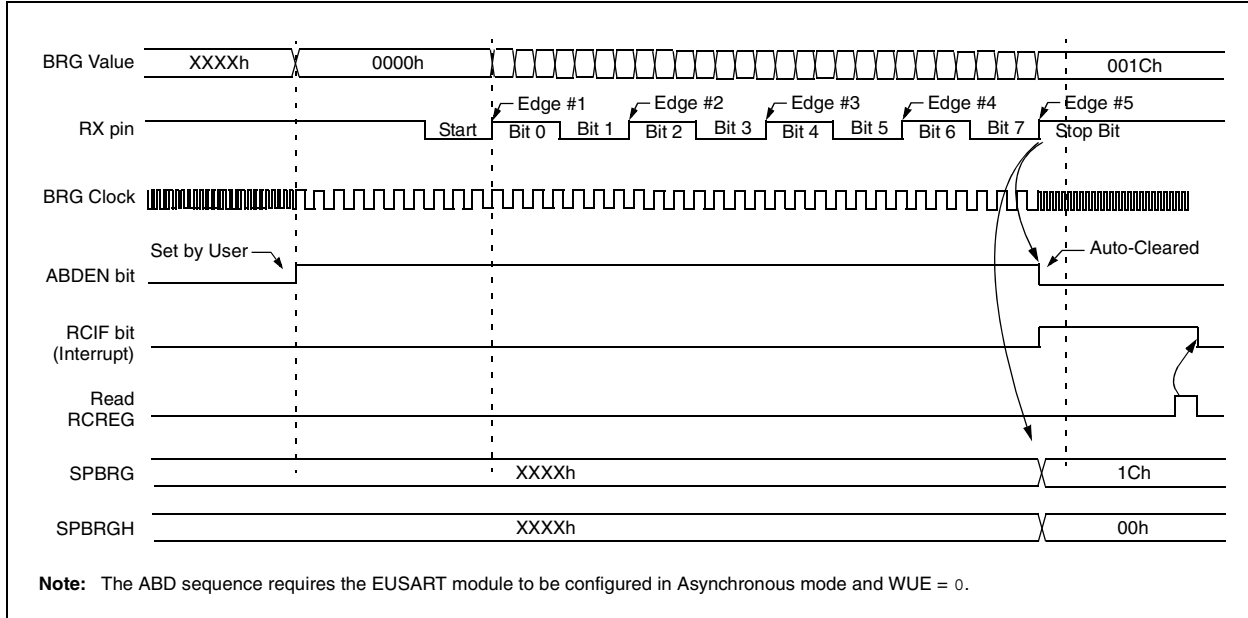 BRG Value XXXXh 0000h 001Ch
Edge #1 Edge #2 Edge #3 Edge #4 Edge #5
RX pin Start Bit 0 Bit 1 Bit 2 Bit 3 Bit 4 Bit 5 Bit 6 Bit 7 Stop Bit
BRG Clock
Set by User Auto-Cleared
ABDEN bit
RCIF bit
(Interrupt)
Read
RCREG
SPBRG XXXXh 1Ch
SPBRGH XXXXh 00h
Note: The ABD sequence requires the EUSART module to be configured in Asynchronous mode and WUE = 0.